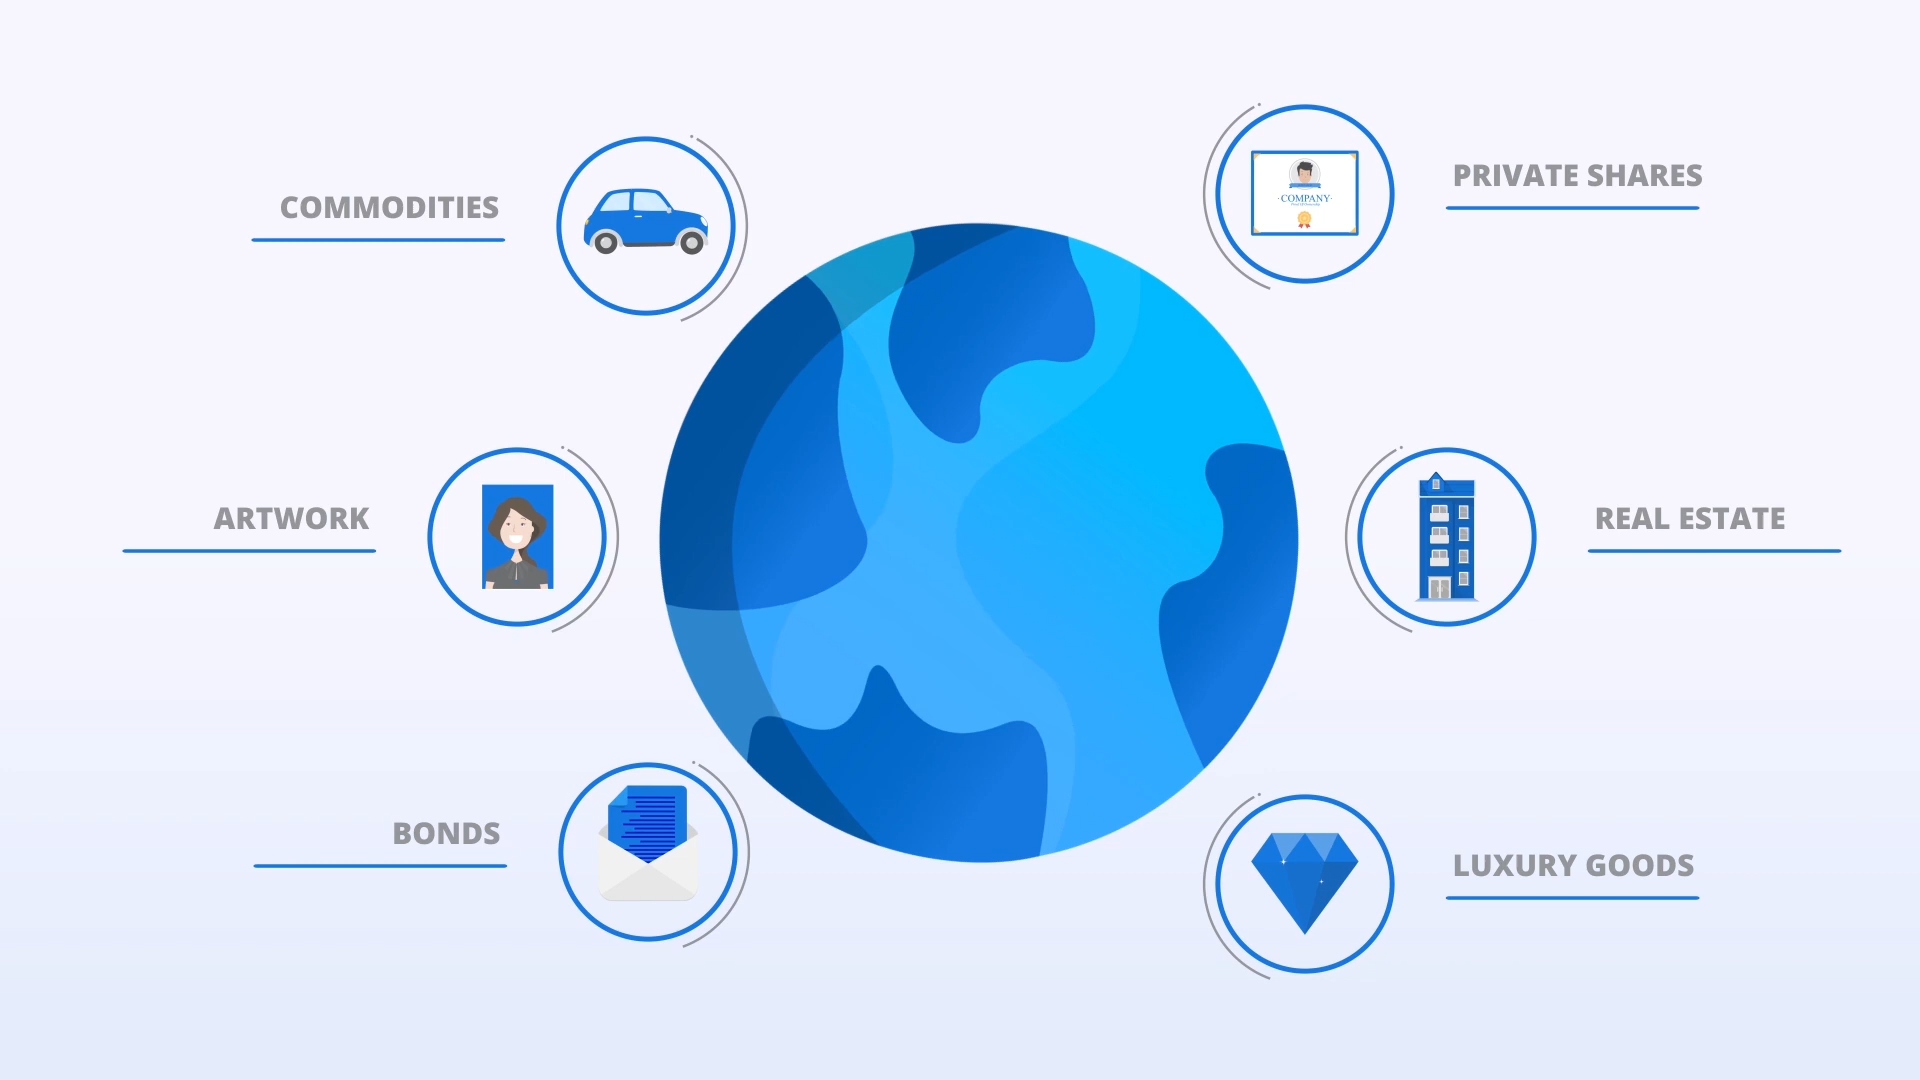 COMMODITIES
PRIVATE SHARES
·COMPANY·
ARTWORK
REAL ESTATE
BONDS
LUXURY GOODS